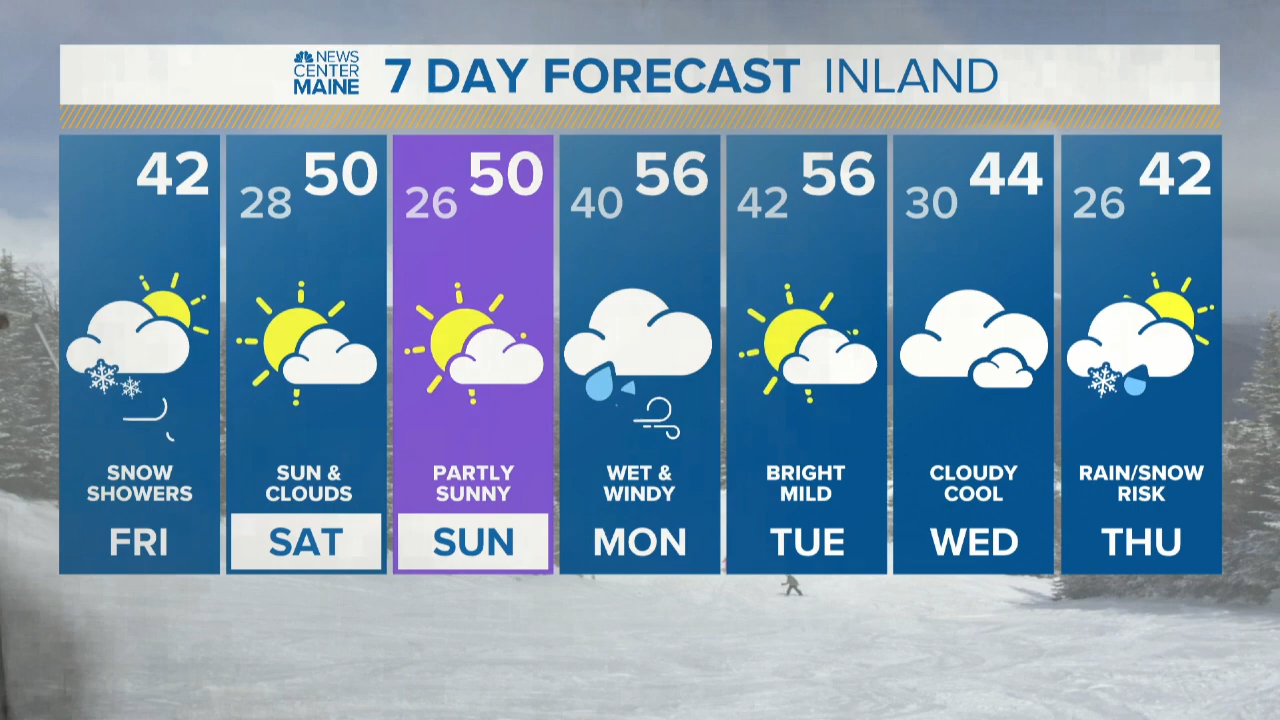 NEWS
CENTER
MAINE
7 DAY FORECAST INLAND
42
28 50
26 50
40 56
42 56
30 44
26 42
SNOW
SHOWERS
SUN &
CLOUDS
PARTLY
SUNNY
WET &
WINDY
BRIGHT
MILD
CLOUDY
COOL
RAIN/SNOW
RISK
FRI
SAT
SUN
MON
TUE
WED
THU